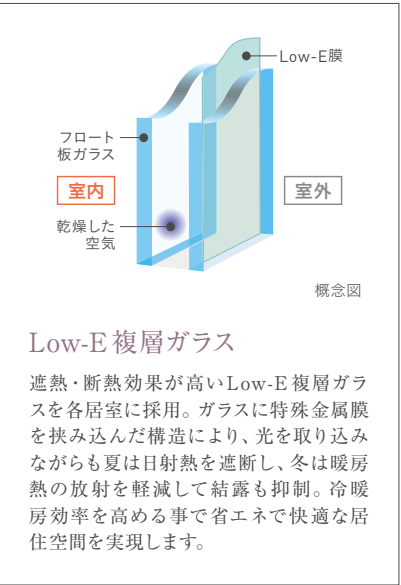 Low-E膜
フロート
板ガラス
室内
室外
乾燥した
空気
概念図
Low-E複層ガラス
遮熱・断熱効果が高いLow-E複層ガラ
スを各居室に採用。ガラスに特殊金属膜
を挟み込んだ構造により、光を取り込み
ながらも夏は日射熱を遮断し、冬は暖房
熱の放射を軽減して結露も抑制。冷暖
房効率を高める事で省エネで快適な居
住空間を実現します。